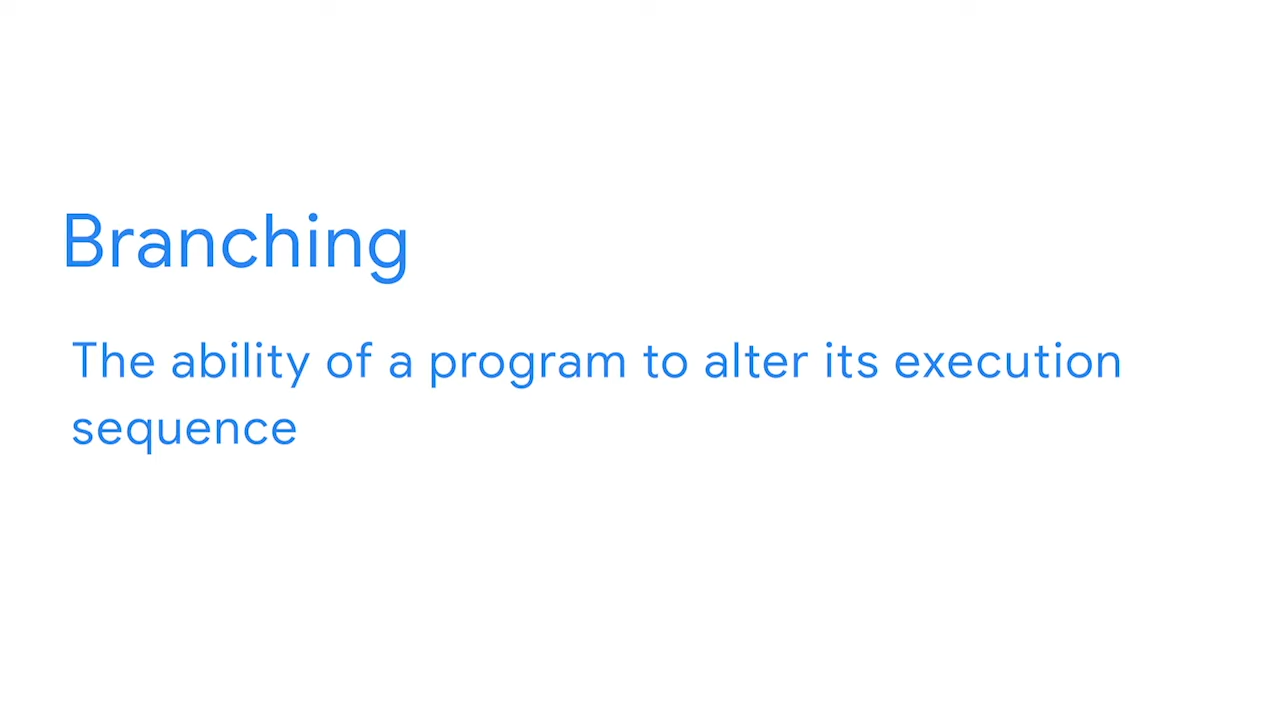 Branching
The ability of a program to alter its execution
sequence